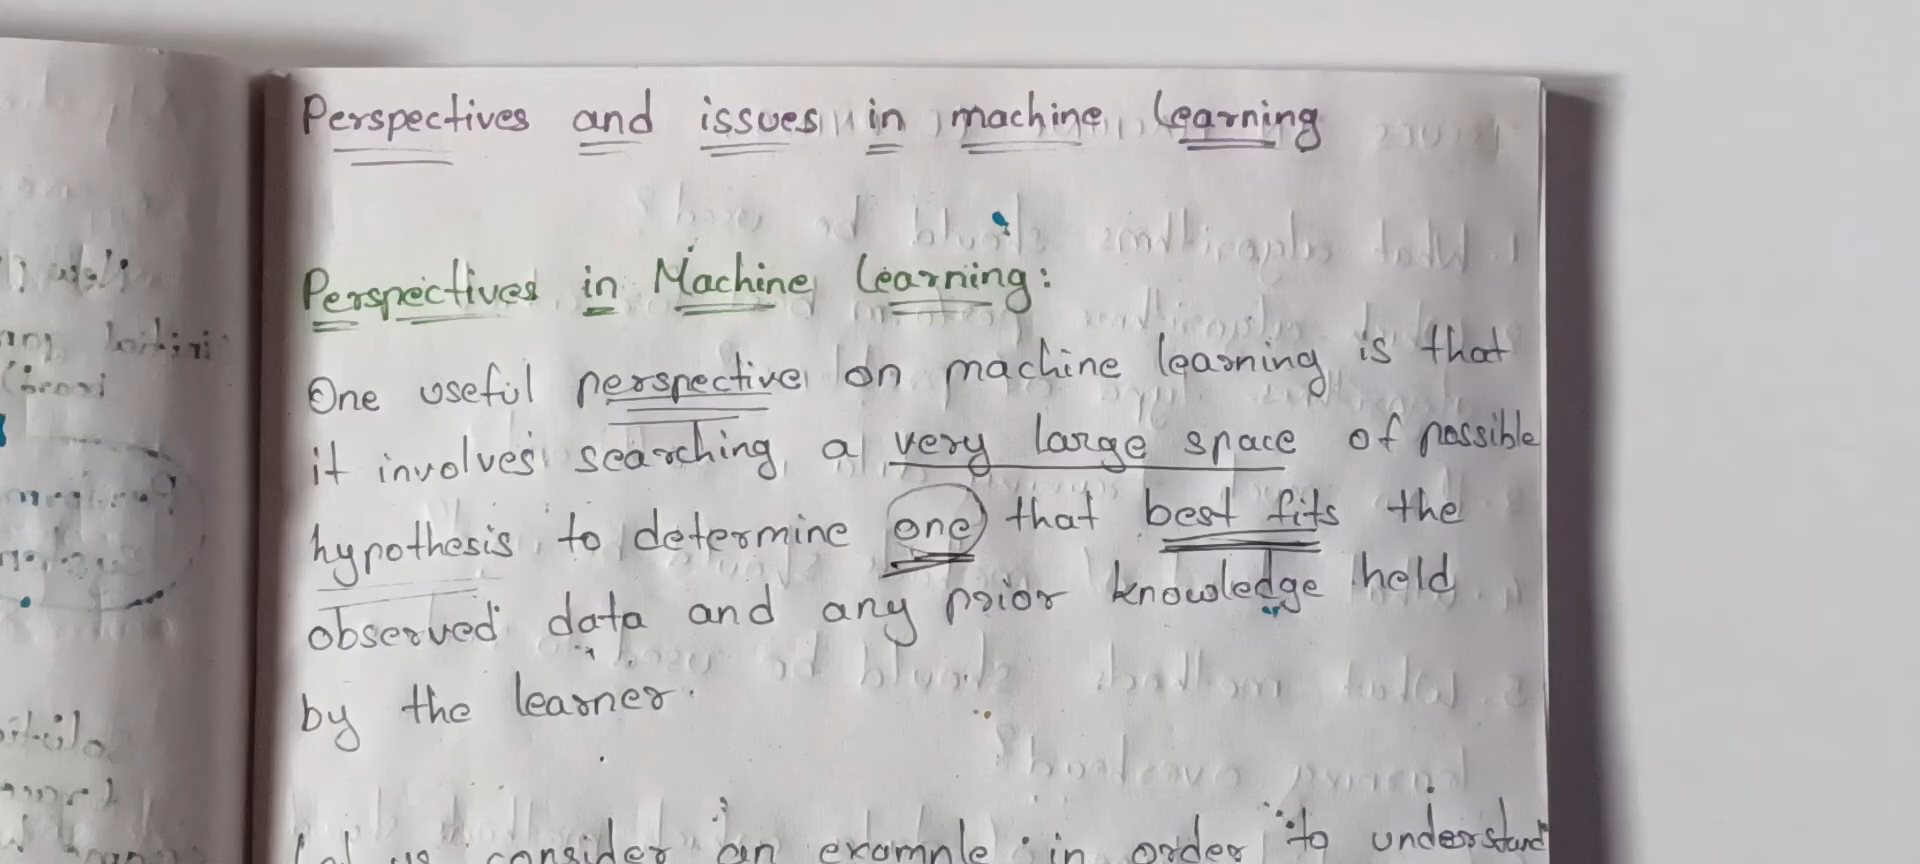 Perspectives and issues in machine learning
Perspectives in Machine learning:
One useful perspective on machine learning is that
it involves searching a very large space of possible
hypothesis to determine one that best fits the
observed data and any prior knowledge held
by the learner.
us consider an example in order to understand